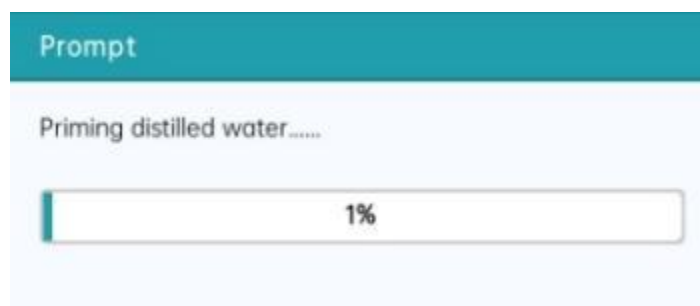 Prompt
Priming distilled water......
1%